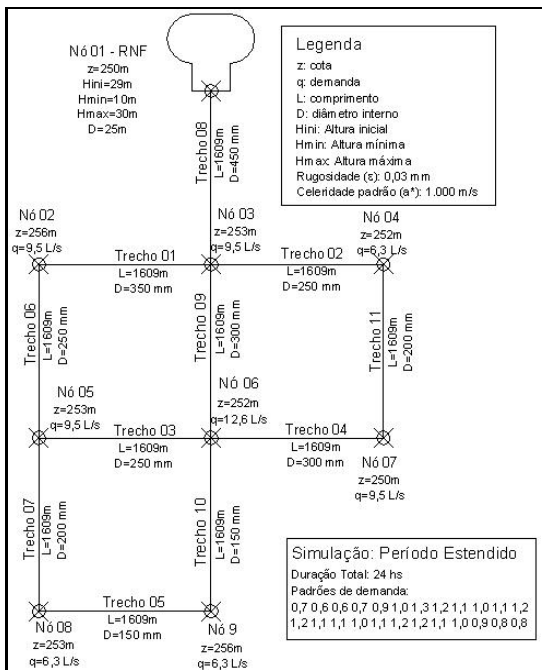 Nó 01 - RNF
z=250m
Hini=29m
Hmin=10m
Hmax=30m
D=25m
Legenda
z: cota
q: demanda
L: comprimento
D: diâmetro interno
Hini: Altura inicial
Hmin: Altura mínima
Hmax: Altura máxima
Rugosidade (ε): 0,03 mm
Celeridade padrão (a*): 1.000 m/s
Trecho 08
L=1609m
D=450 mm
Nó 02
z=256m
q=9,5 L/s
Nó 03
z=253m
q=9,5 L/s
Nó 04
z=252m
q=6,3 L/s
Trecho 01
L=1609m
D=350 mm
Trecho 02
L=1609m
D=250 mm
Trecho 06
L=1609m
D=250 mm
Trecho 09
L=1609m
D=300 mm
Trecho 11
L=1609m
D=200 mm
Nó 05
z=253m
q=9,5 L/s
Nó 06
z=252m
q=12,6 L/s
Trecho 03
L=1609m
D=250 mm
Trecho 04
L=1609m
D=300 mm
Nó 07
z=250m
q=9,5 L/s
Trecho 07
L=1609m
D=200 mm
Trecho 10
L=1609m
D=150 mm
Trecho 05
L=1609m
D=150 mm
Nó 08
z=253m
q=6,3 L/s
Nó 9
z=256m
q=6,3 L/s
Simulação: Período Estendido
Duração Total: 24 hs
Padrões de demanda:
0,7 0,6 0,6 0,7 0,9 1,0 1,3 1,2 1,1 1,0 1,1 1,2
1,2 1,1 1,1 1,0 1,1 1,2 1,2 1,1 1,0 0,9 0,8 0,8